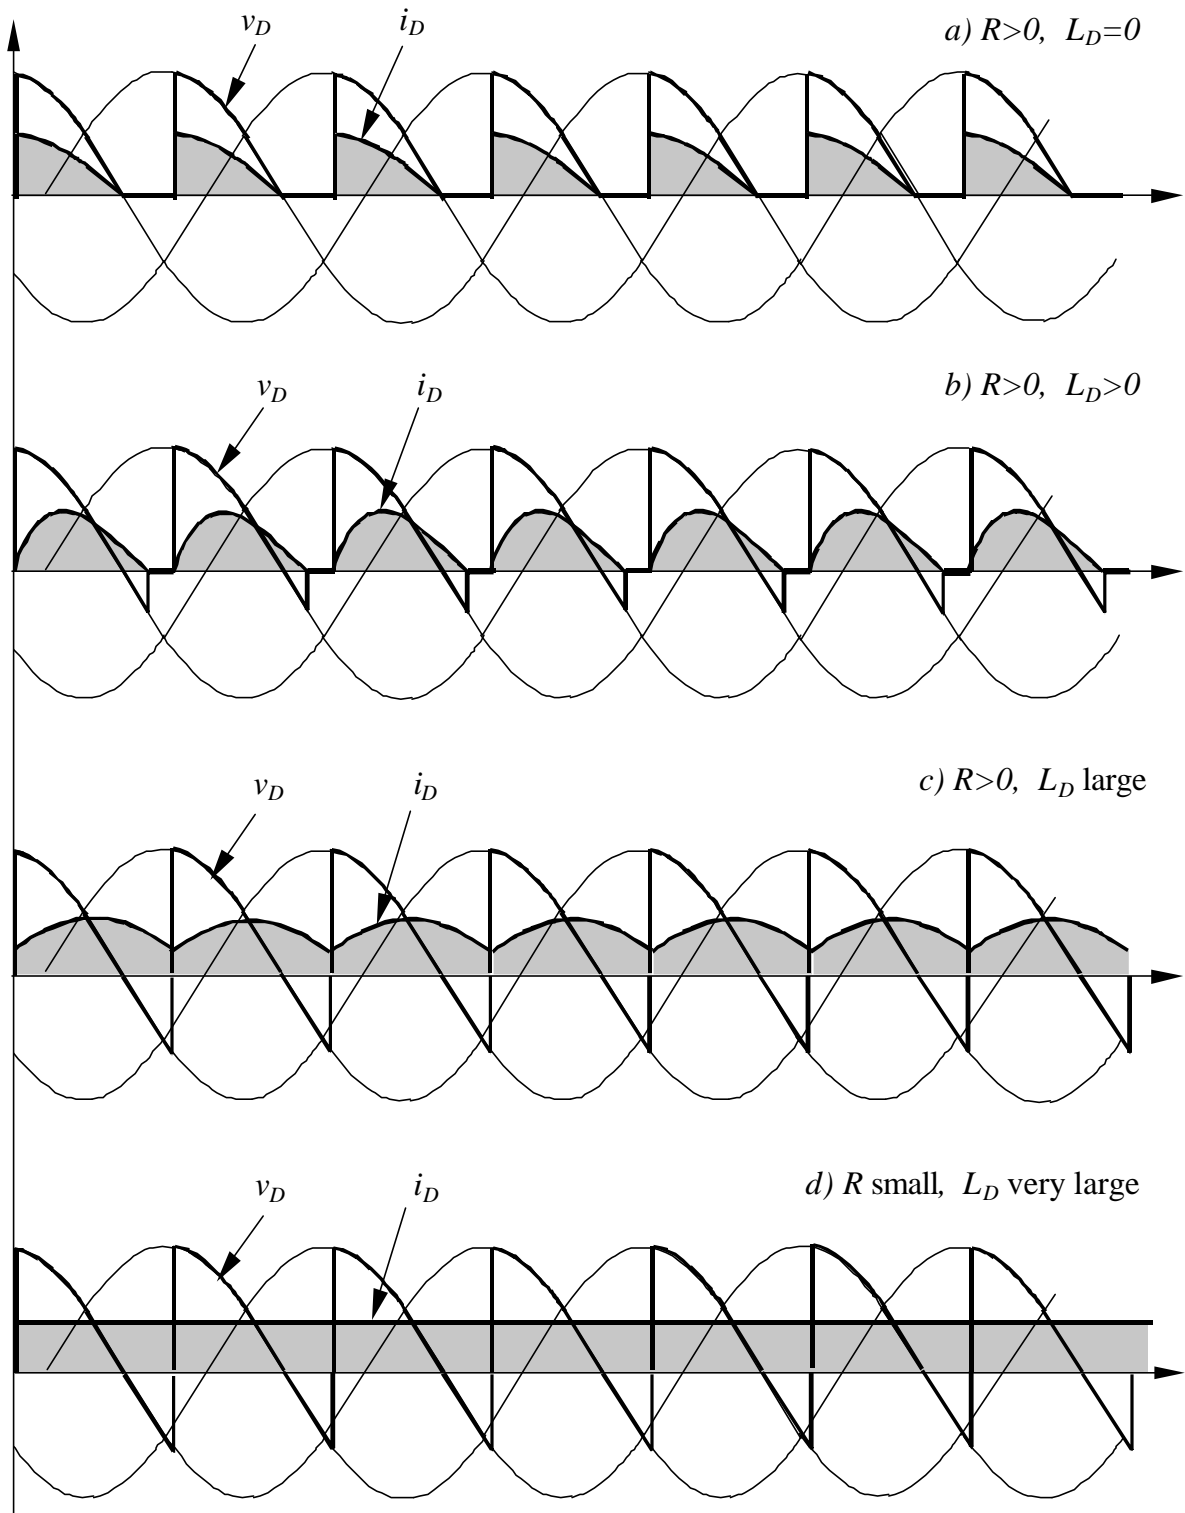 v_D i_D a) R>0, L_D=0
v_D i_D b) R>0, L_D>0
v_D i_D c) R>0, L_D large
v_D i_D d) R small, L_D very large